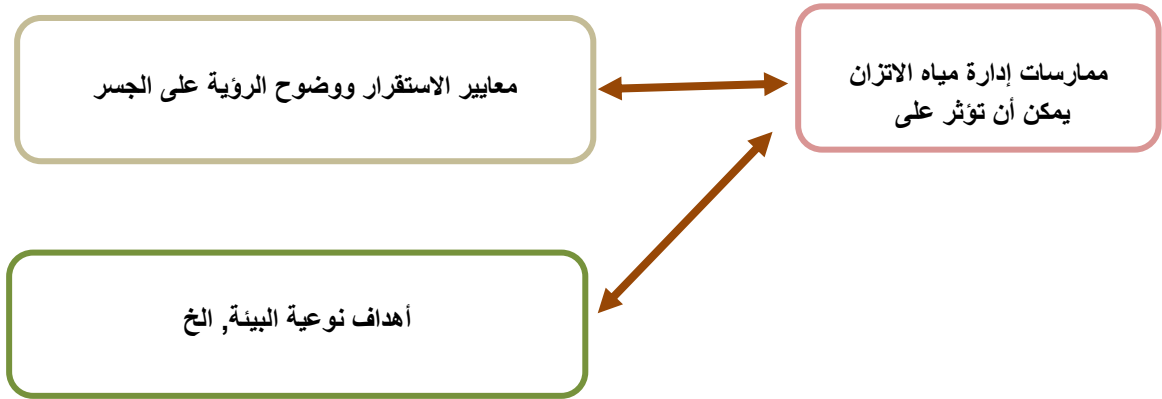 ممارسات إدارة مياه الاتزان
يمكن أن تؤثر على
معايير الاستقرار ووضوح الرؤية على الجسر
أهداف نوعية البيئة, الخ